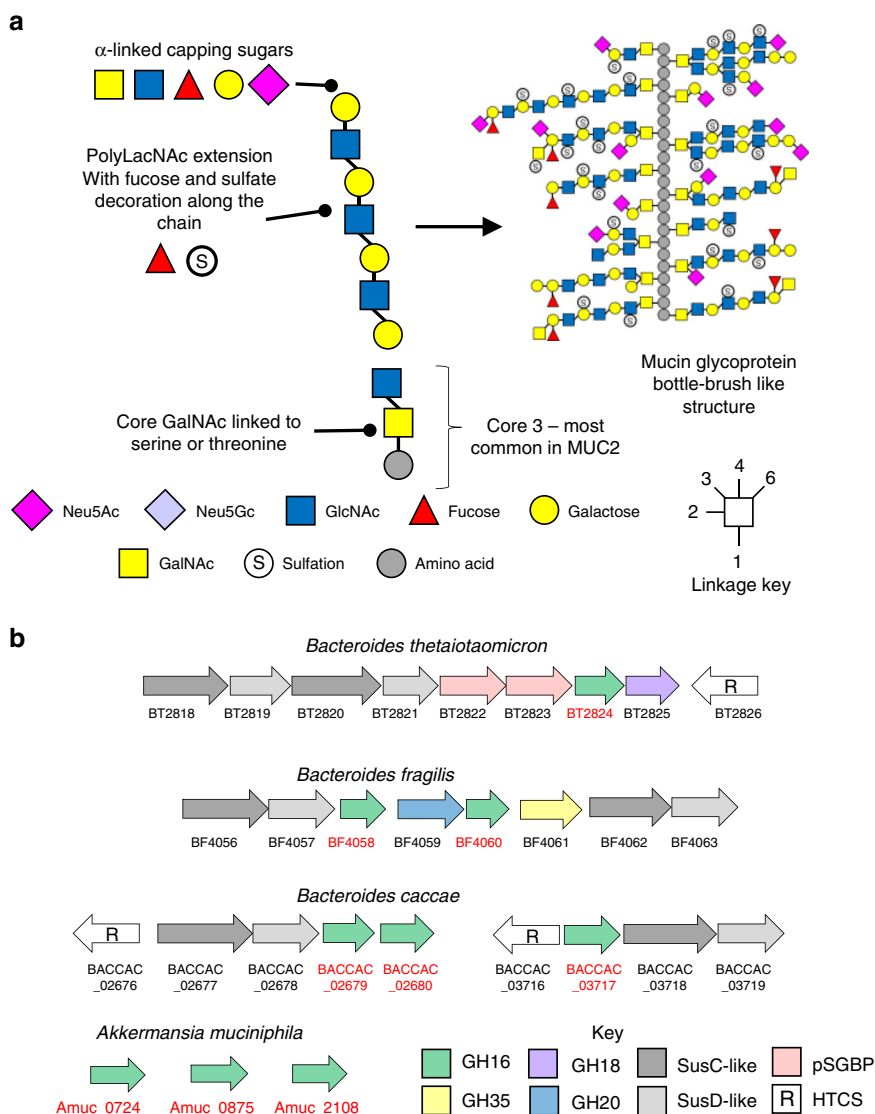 a
α-linked capping sugars
PolyLacNAc extension
With fucose and sulfate
decoration along the
chain
S
Core GalNAc linked to
serine or threonine
Core 3 – most
common in MUC2
S S S
S
S S
S
S S
S S
S S
S S
S
S S
S
S
S
S
Mucin glycoprotein
bottle-brush like
structure
Neu5Ac
Neu5Gc
GlcNAc
Fucose
Galactose
GalNAc
S Sulfation
Amino acid
3 4 6
2
1
Linkage key
b
Bacteroides thetaiotaomicron
R
BT2818 BT2819 BT2820 BT2821 BT2822 BT2823 BT2824 BT2825 BT2826
Bacteroides fragilis
BF4056 BF4057 BF4058 BF4059 BF4060 BF4061 BF4062 BF4063
Bacteroides caccae
R R
BACCAC BACCAC BACCAC BACCAC BACCAC BACCAC BACCAC BACCAC BACCAC
_02676 _02677 _02678 _02679 _02680 _03716 _03717 _03718 _03719
Akkermansia muciniphila
Amuc_0724 Amuc_0875 Amuc_2108
Key
GH16 GH18 SusC-like pSGBP
GH35 GH20 SusD-like R HTCS